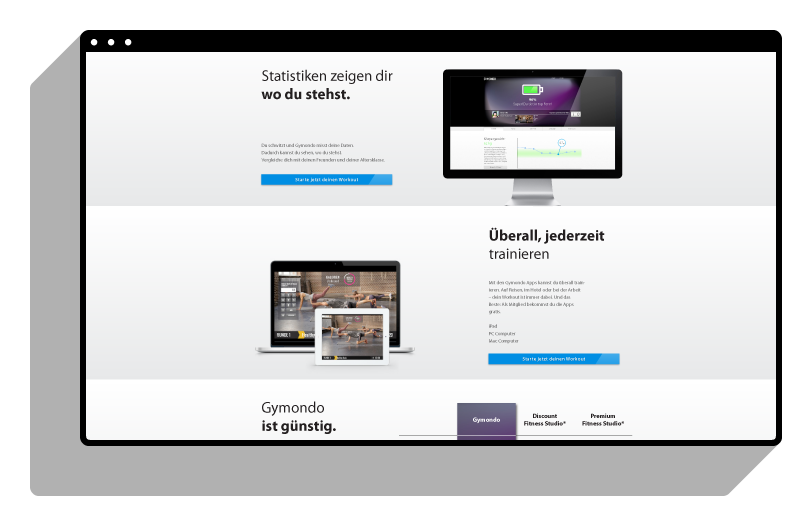 Statistiken zeigen dir
wo du stehst.
Du schwitzt und Gymondo misst deine Daten.
Dadurch kannst du sehen, wo du stehst.
Vergleiche dich mit deinen Freunden und deiner Altersklasse.
Starte jetzt deinen Workout
Überall, jederzeit
trainieren
Mit den Gymondo Apps kannst du überall train-
ieren. Auf Reisen, im Hotel oder bei der Arbeit
– dein Workout ist immer dabei. Und das
Beste: Als Mitglied bekommst du die Apps
gratis.
iPad
PC Computer
Mac Computer
Starte jetzt deinen Workout
Gymondo
ist günstig.
Gymondo
Discount
Fitness Studio*
Premium
Fitness Studio*